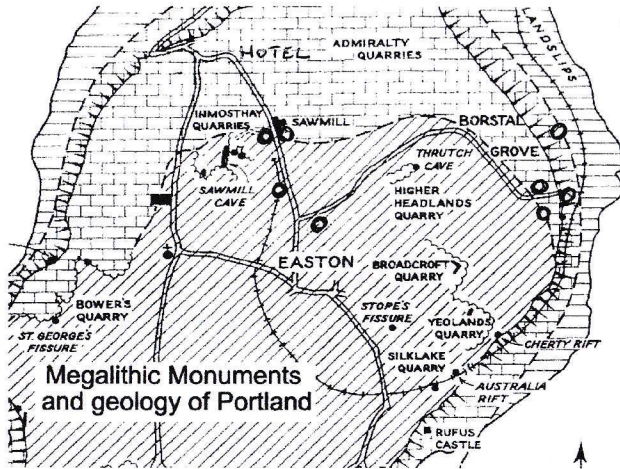 HOTEL
ADMIRALTY
QUARRIES
LANDSLIPS
INMOSTHAY
QUARRIES
SAWMILL
BORSTAL
GROVE
THRUTCH
CAVE
SAWMILL
CAVE
HIGHER
HEADLANDS
QUARRY
EASTON
BROADCROFT
QUARRY
BOWER'S
QUARRY
STOPE'S
FISSURE
YEOLANDS
QUARRY
ST. GEORGE'S
FISSURE
CHERTY RIFT
SILKLAKE
QUARRY
Megalithic Monuments
and geology of Portland
AUSTRALIA
RIFT
RUFUS
CASTLE